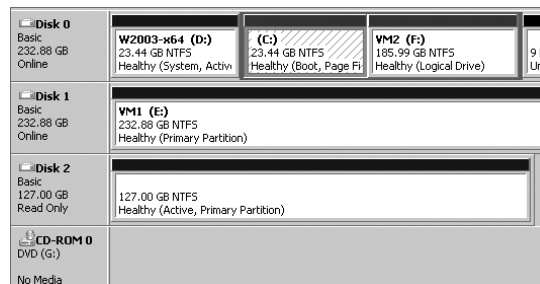 Disk 0
Basic
232.88 GB
Online
W2003-x64 (D:)
23.44 GB NTFS
Healthy (System, Activ
(C:)
23.44 GB NTFS
Healthy (Boot, Page Fi
VM2 (F:)
185.99 GB NTFS
Healthy (Logical Drive)
9
Disk 1
Basic
232.88 GB
Online
VM1 (E:)
232.88 GB NTFS
Healthy (Primary Partition)
Disk 2
Basic
127.00 GB
Read Only
127.00 GB NTFS
Healthy (Active, Primary Partition)
CD-ROM 0
DVD (G:)
No Media